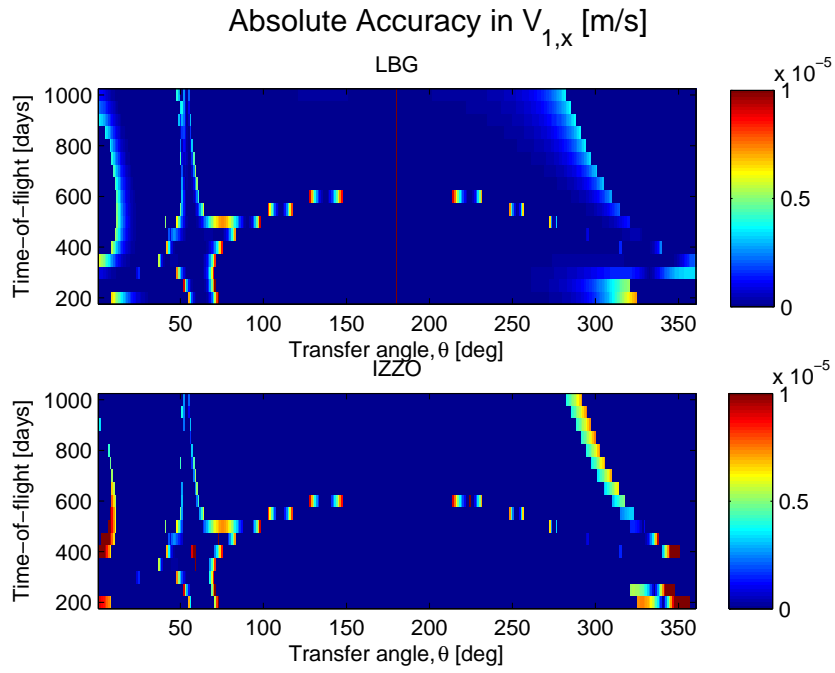 Absolute Accuracy in V1,x [m/s]
LBG
x 10−5
1000
800
600
400
200
Time−of−flight [days]
50 100 150 200 250 300 350
Transfer angle, θ [deg]
1
0.5
0
IZZO
x 10−5
1000
800
600
400
200
Time−of−flight [days]
50 100 150 200 250 300 350
Transfer angle, θ [deg]
1
0.5
0